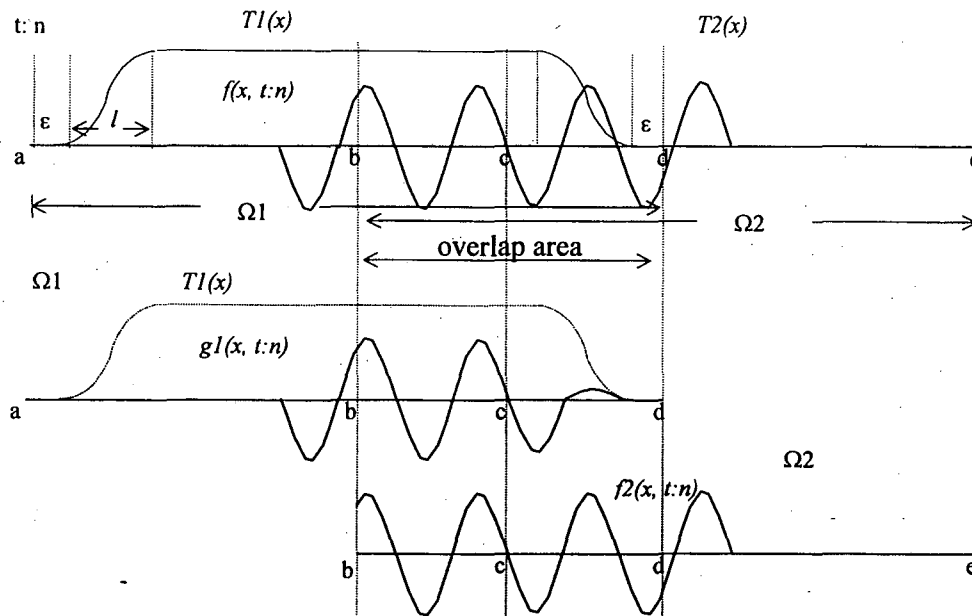 t: n T1(x) T2(x)
f(x, t:n)
ε l ε
a b c d e
Ω1 Ω2
overlap area
Ω1 T1(x)
g1(x, t:n)
a b c d
Ω2
f2(x, t:n)
b c d e